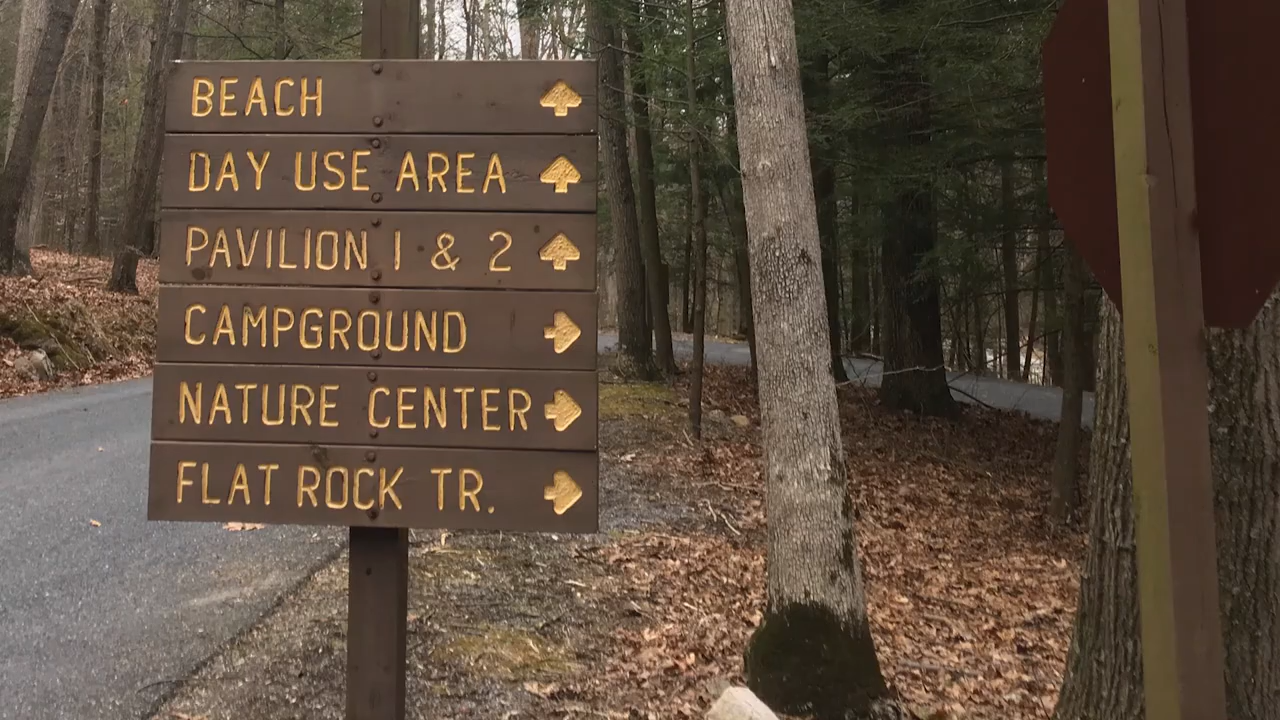 BEACH
DAY USE AREA
PAVILION 1 & 2
CAMPGROUND
NATURE CENTER
FLAT ROCK TR.